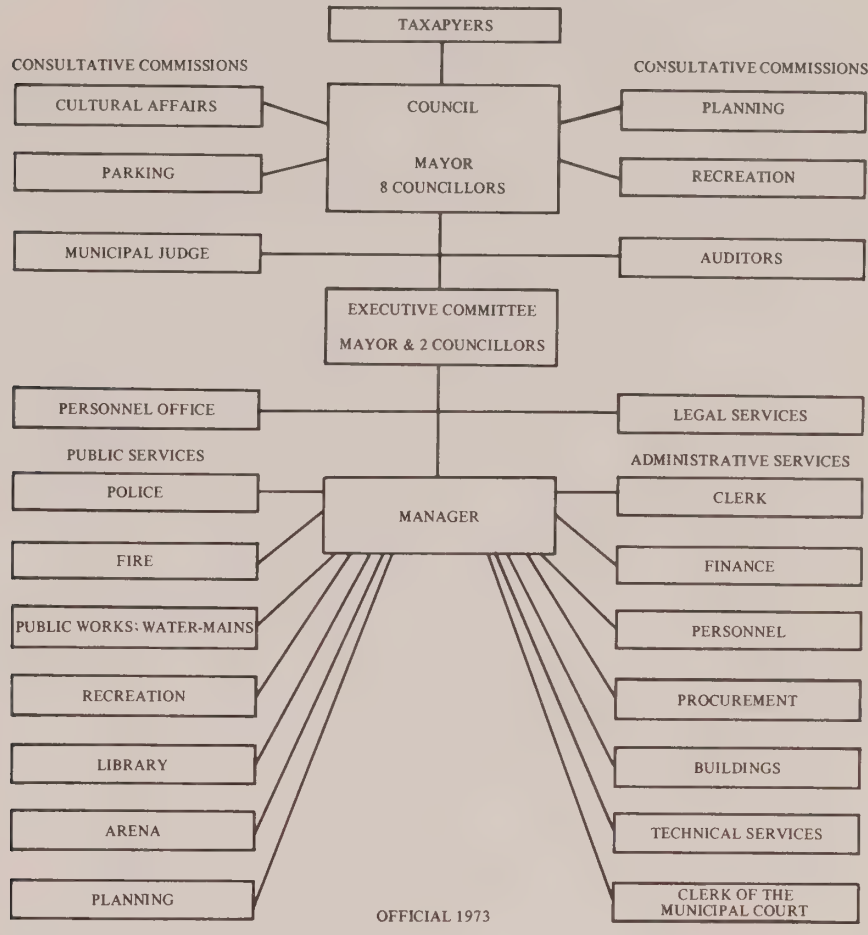 TAXAPYERS
CONSULTATIVE COMMISSIONS
CONSULTATIVE COMMISSIONS
CULTURAL AFFAIRS
COUNCIL
PLANNING
PARKING
MAYOR
8 COUNCILLORS
RECREATION
MUNICIPAL JUDGE
AUDITORS
EXECUTIVE COMMITTEE
MAYOR & 2 COUNCILLORS
PERSONNEL OFFICE
LEGAL SERVICES
PUBLIC SERVICES
ADMINISTRATIVE SERVICES
POLICE
MANAGER
CLERK
FIRE
FINANCE
PUBLIC WORKS: WATER-MAINS
PERSONNEL
RECREATION
PROCUREMENT
LIBRARY
BUILDINGS
ARENA
TECHNICAL SERVICES
PLANNING
CLERK OF THE
MUNICIPAL COURT
OFFICIAL 1973